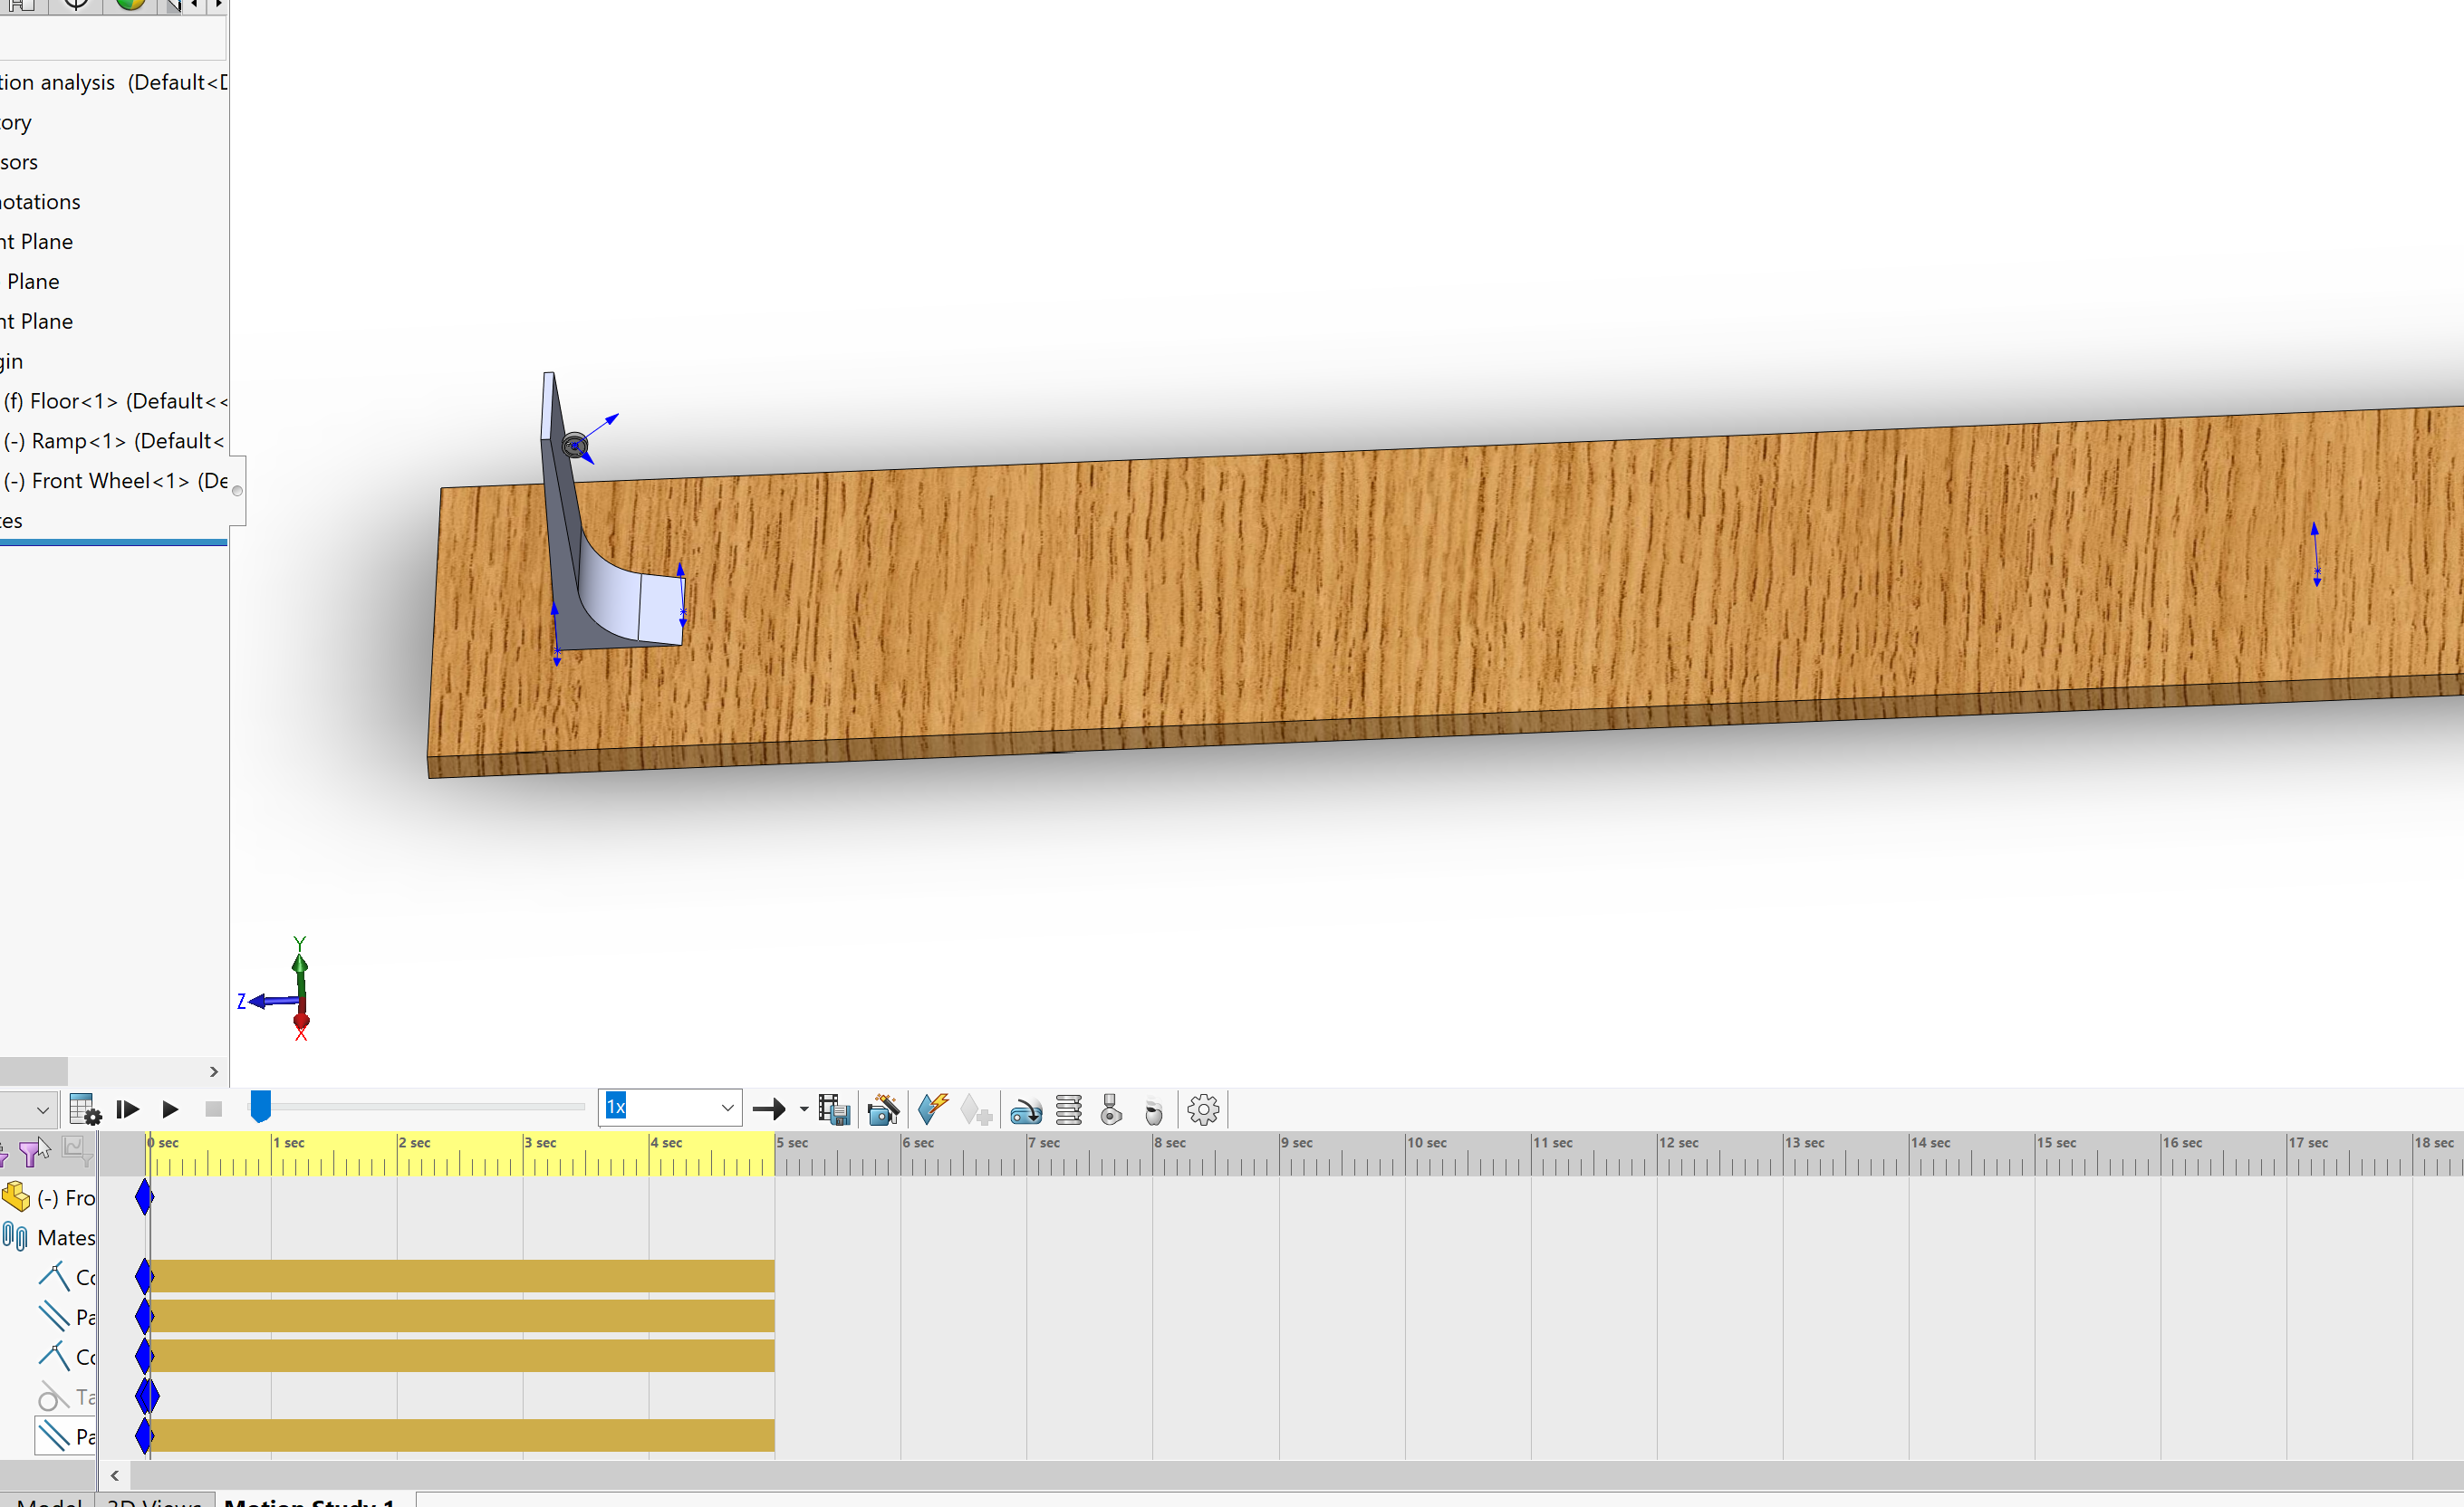 tion analysis (Default<D
ory
sors
notations
nt Plane
Plane
nt Plane
gin
(f) Floor<1> (Default<<
(-) Ramp<1> (Default<
(-) Front Wheel<1> (De
tes
Y
Z
X
1x
0 sec 1 sec 2 sec 3 sec 4 sec 5 sec 6 sec 7 sec 8 sec 9 sec 10 sec 11 sec 12 sec 13 sec 14 sec 15 sec 16 sec 17 sec 18 sec
(-) Fro
Mates
Co
Pa
Co
Ta
Pa
Model 3D Views Motion Study 1